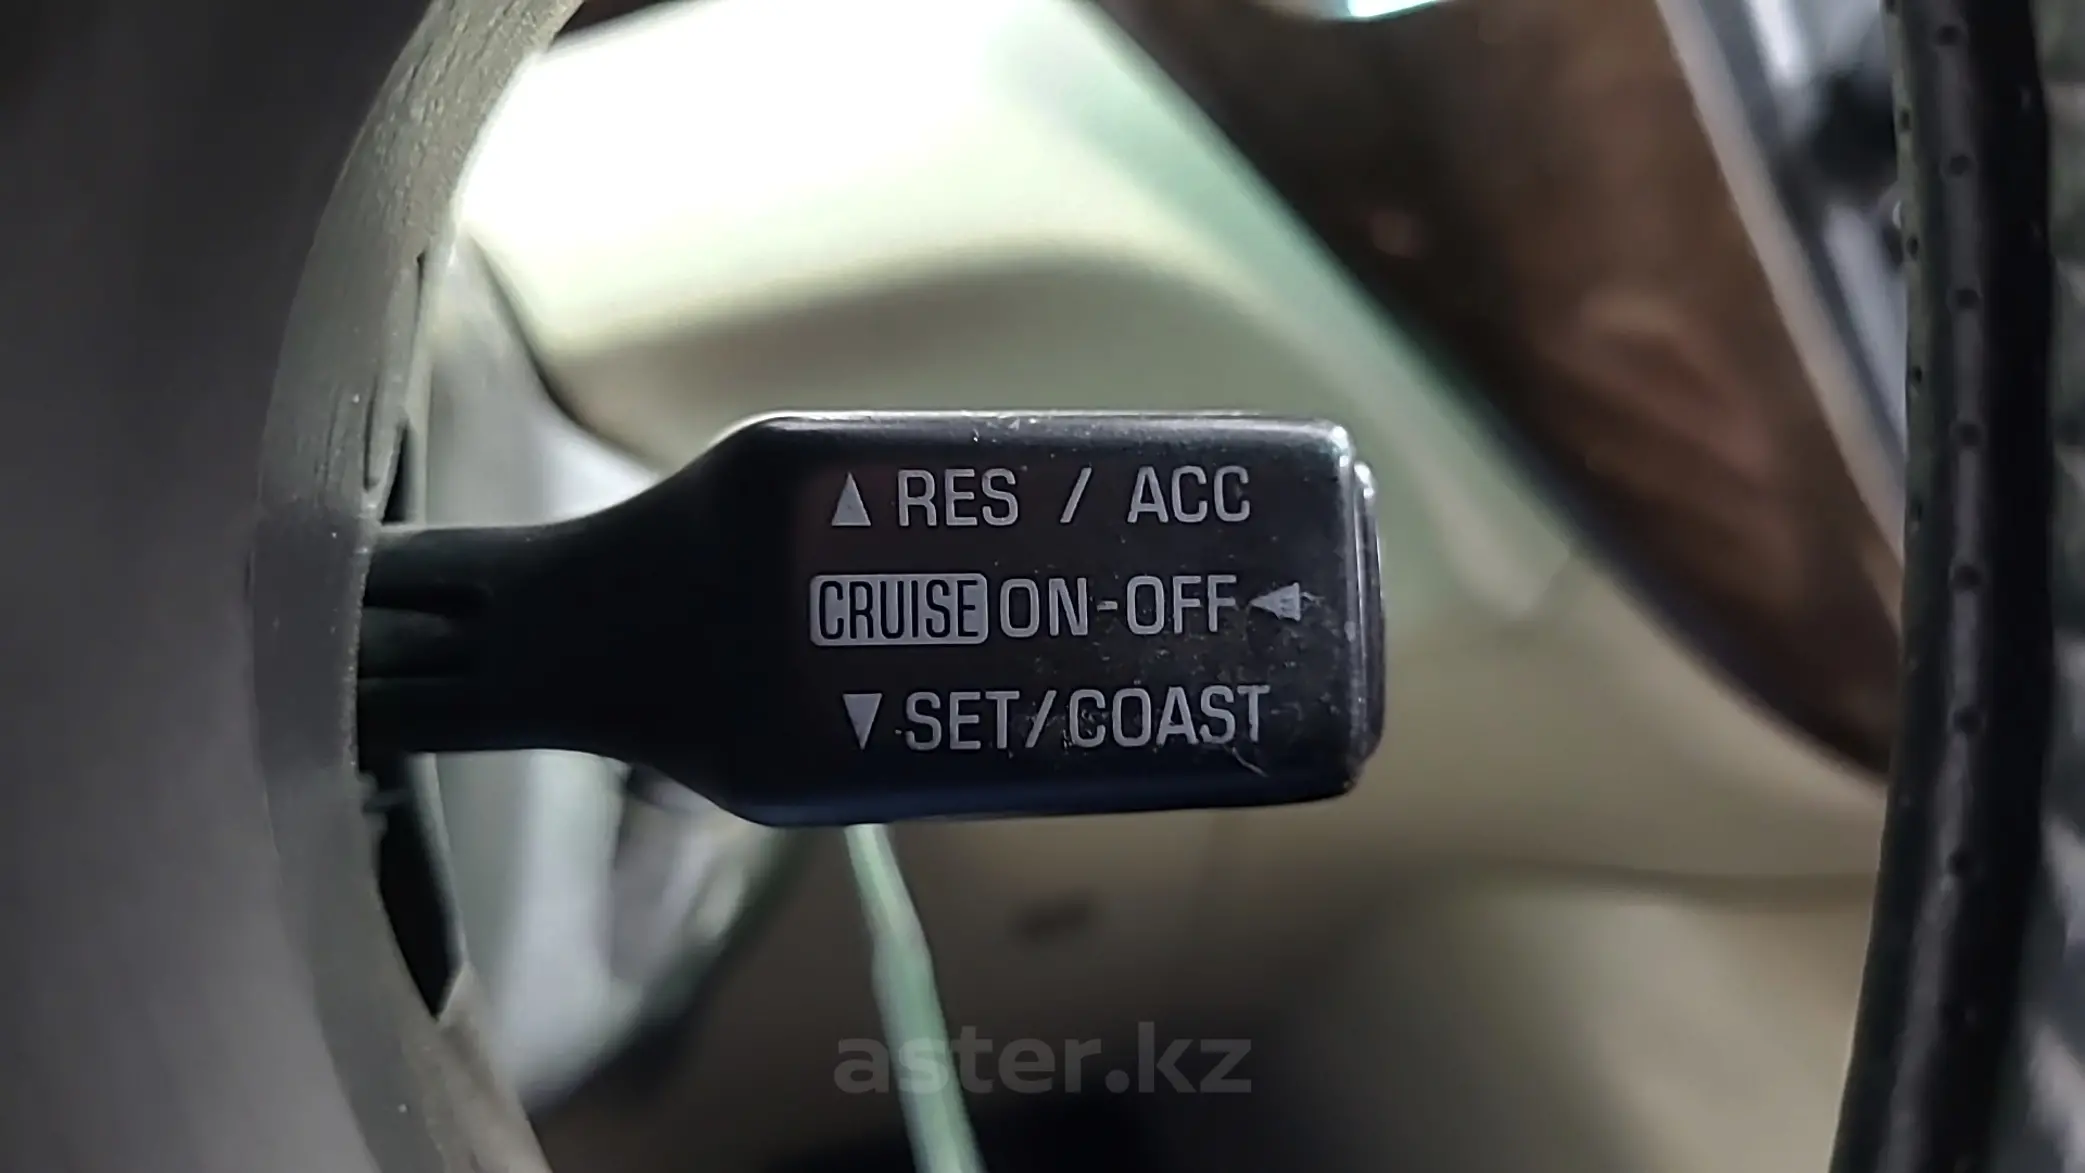 ▲ RES / ACC
CRUISE ON-OFF ◀
▼ SET/COAST
aster.kz